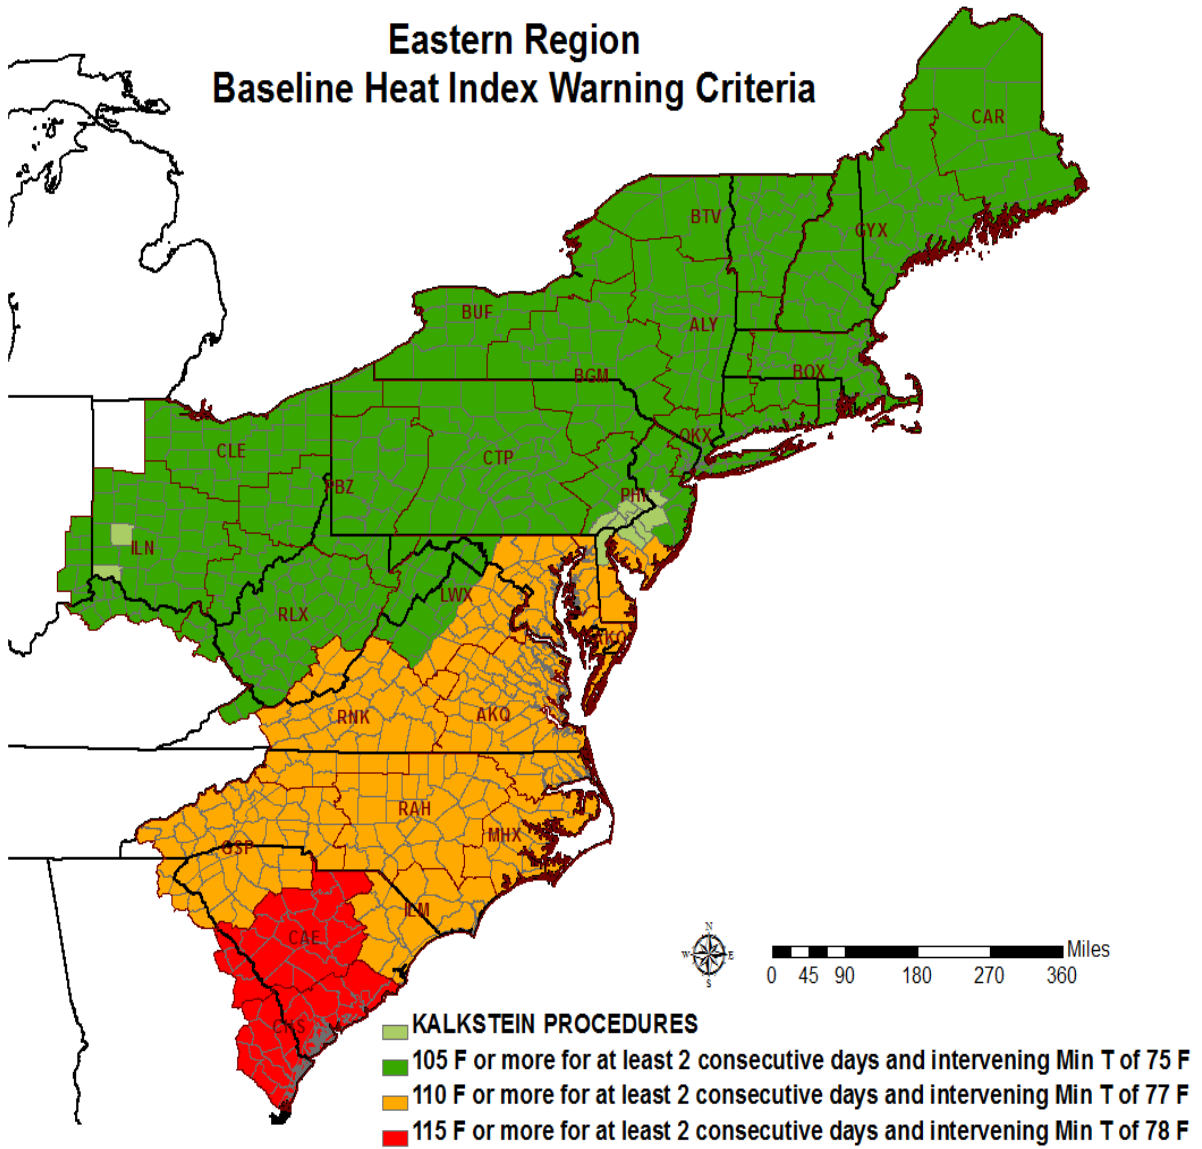 Eastern Region
Baseline Heat Index Warning Criteria
CAR
BTV
GYX
BUF
ALY
BGM
BOX
OKX
CLE
CTP
PBZ
PHI
ILN
LWX
RLX
AKQ
RNK
AKQ
RAH
MHX
GSP
ILM
CAE
CHS
N
W E
S
Miles
0 45 90 180 270 360
KALKSTEIN PROCEDURES
105 F or more for at least 2 consecutive days and intervening Min T of 75 F
110 F or more for at least 2 consecutive days and intervening Min T of 77 F
115 F or more for at least 2 consecutive days and intervening Min T of 78 F